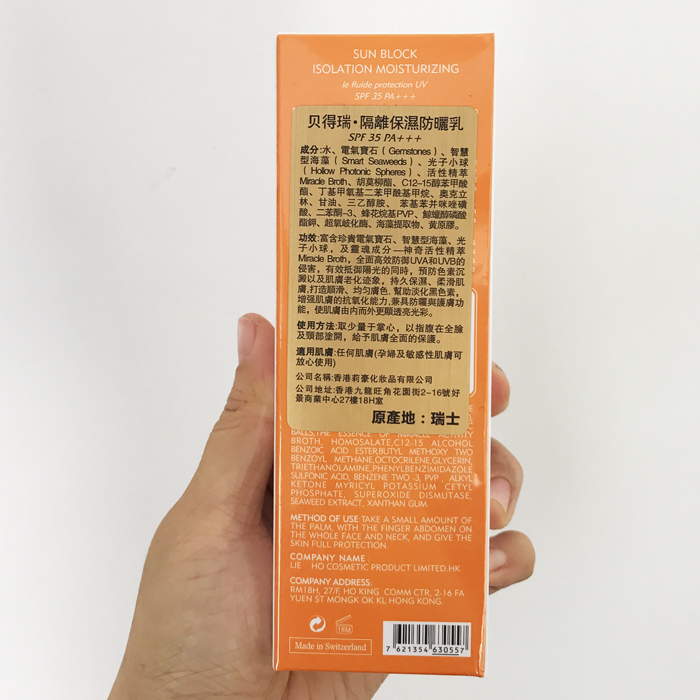 SUN BLOCK
ISOLATION MOISTURIZING
le fluide protection UV
SPF 35 PA+++
贝得瑞·隔離保濕防曬乳
SPF 35 PA+++
成分:水、電氣寶石(Gemstones)、智慧
型海藻(Smart Seaweeds)、光子小球
(Hollow Photonic Spheres)、活性精萃
Miracle Broth、胡莫柳酯、C12-15醇苯甲酸
酯、丁基甲氧基二苯甲酰基甲烷、奧克立
林、甘油、三乙醇胺、苯基苯并咪唑磺
酸、二苯酮-3、蜂花烷基PVP、鯨蠟醇磷酸
酯鉀、超氧岐化酶、海藻提取物、黄原膠。
功效:富含珍貴電氣寶石、智慧型海藻、光
子小球，及靈魂成分—神奇活性精萃
Miracle Broth，全面高效防御UVA和UVB的
侵害，有效抵御陽光的同時，預防色素沉
澱以及肌膚老化迹象，持久保濕、柔滑肌
膚,打造順滑、均勻膚色,幫助淡化黑色素，
增强肌膚的抗氧化能力,兼具防曬與護膚功
能，使肌膚由内而外更顯透亮光彩。
使用方法:取少量于掌心，以指腹在全臉
及頸部塗開，給予肌膚全面的保護。
適用肌膚:任何肌膚(孕婦及敏感性肌膚可
放心使用)
公司名稱:香港莉豪化妝品有限公司
公司地址:香港九龍旺角花園街2-16號好
景商業中心27樓18H室
原產地:瑞士
BALLS,THE ESSENCE OF MIRACLE ACTIVITY
BROTH, HOMOSALATE,C12-15 ALCOHOL
BENZOIC ACID ESTER,BUTYL METHOXY TWO
BENZOYL METHANE,OCTOCRILENE,GLYCERIN,
TRIETHANOLAMINE,PHENYLBENZIMIDAZOLE
SULFONIC ACID, BENZENE TWO -3, PVP , ALKYL
KETONE MYRICYL POTASSIUM CETYL
PHOSPHATE, SUPEROXIDE DISMUTASE,
SEAWEED EXTRACT, XANTHAN GUM.
METHOD OF USE:TAKE A SMALL AMOUNT OF
THE PALM, WITH THE FINGER ABDOMEN ON
THE WHOLE FACE AND NECK, AND GIVE THE
SKIN FULL PROTECTION.
COMPANY NAME :
LIE HO COSMETIC PRODUCT LIMITED.HK
COMPANY ADDRESS:
RM18H, 27/F, HO KING COMM CTR, 2-16 FA
YUEN ST MONGK OK KL HONG KONG.
18M
Made in Switzerland
7 621354 630557